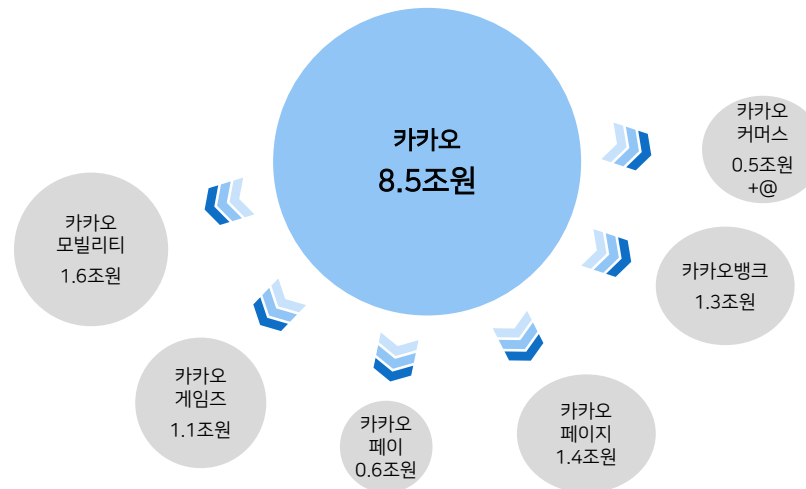 카카오
8.5조원
카카오
커머스
0.5조원
+@
카카오
모빌리티
1.6조원
카카오뱅크
1.3조원
카카오
게임즈
1.1조원
카카오
페이
0.6조원
카카오
페이지
1.4조원